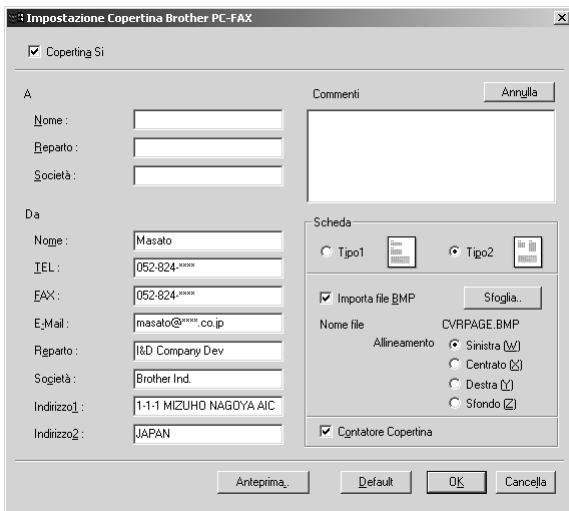 Impostazione Copertina Brother PC-FAX
Copertina Si
A
Nome :
Reparto :
Società :
Commenti
Annulla
Da
Nome : Masato
TEL : 052-824-****
FAX : 052-824-****
E-Mail : masato@****.co.jp
Reparto : I&D Company Dev
Società : Brother Ind.
Indirizzo1 : 1-1-1 MIZUHO NAGOYA AIC
Indirizzo2 : JAPAN
Scheda
Tipo1
Tipo2
Importa file BMP
Sfoglia..
Nome file CVRPAGE.BMP
Allineamento
Sinistra (W)
Centrato (X)
Destra (Y)
Sfondo (Z)
Contatore Copertina
Anteprima..
Default
OK
Cancella